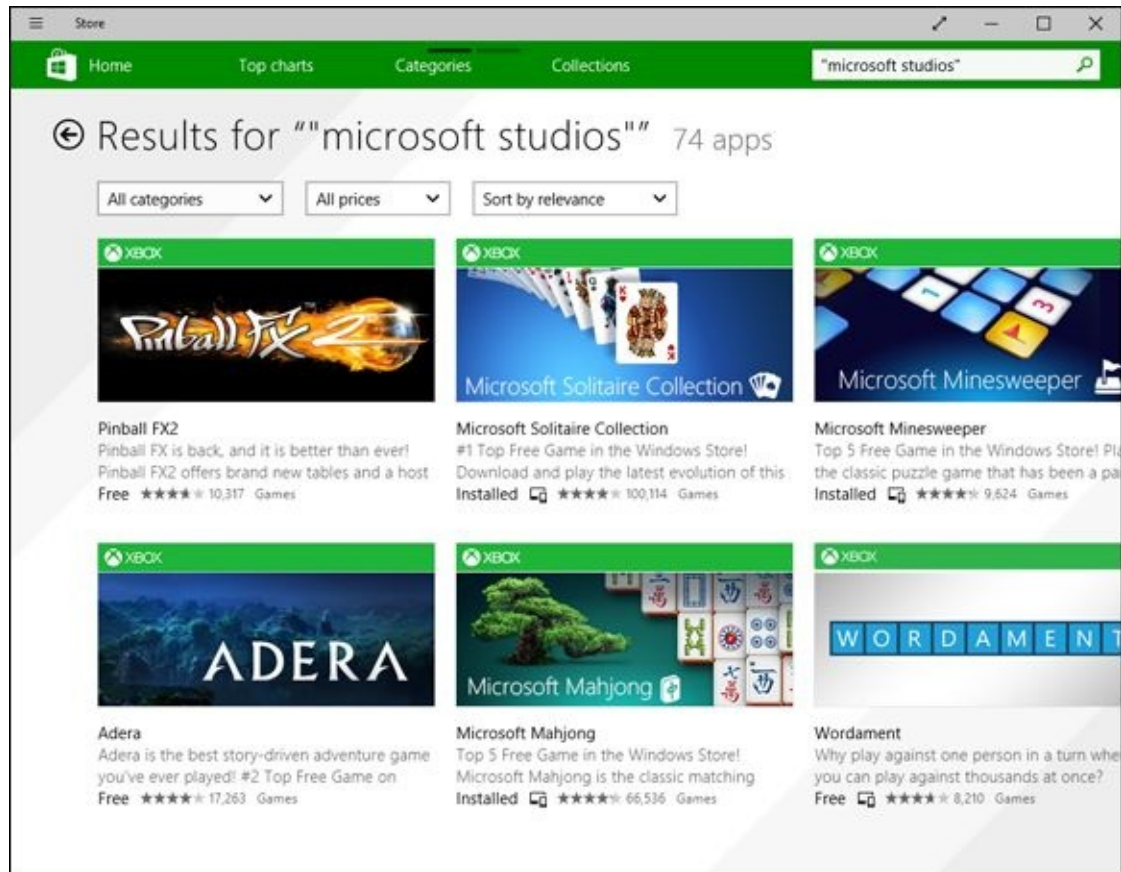 Store
Home Top charts Categories Collections "microsoft studios"
Results for “"microsoft studios"” 74 apps
All categories All prices Sort by relevance
XBOX XBOX XBOX
Pinball FX2
Microsoft Solitaire Collection
Microsoft Minesweeper
Pinball FX2 Microsoft Solitaire Collection Microsoft Minesweeper
Pinball FX is back, and it is better than ever! #1 Top Free Game in the Windows Store! Top 5 Free Game in the Windows Store! Pla
Pinball FX2 offers brand new tables and a host Download and play the latest evolution of this the classic puzzle game that has been a pa
Free 10,317 Games Installed 100,114 Games Installed 9,624 Games
XBOX XBOX XBOX
ADERA
Microsoft Mahjong
WORDAMENT
Adera Microsoft Mahjong Wordament
Adera is the best story-driven adventure game Top 5 Free Game in the Windows Store! Why play against one person in a turn whe
you've ever played! #2 Top Free Game on Microsoft Mahjong is the classic matching you can play against thousands at once?
Free 17,263 Games Installed 66,536 Games Free 8,210 Games